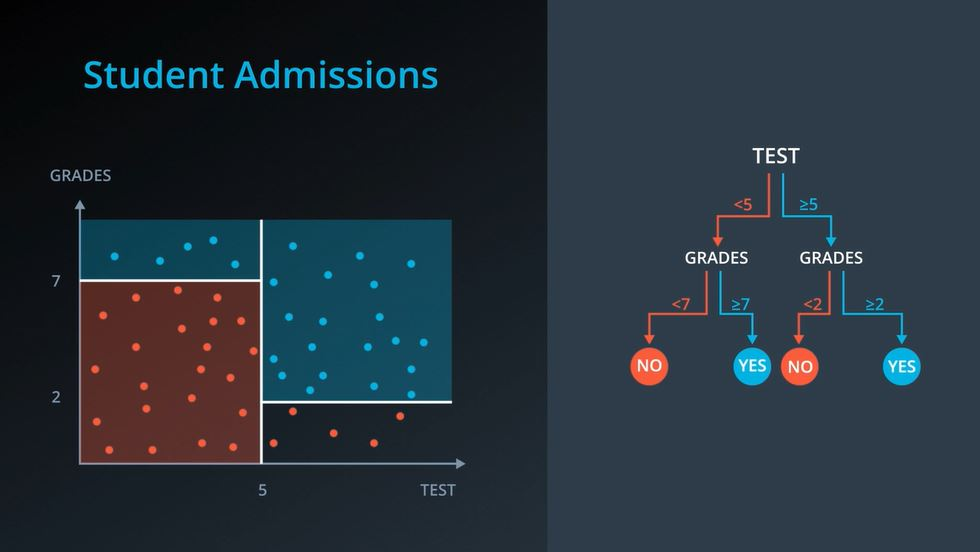 Student Admissions
GRADES
7
2
5
TEST
TEST
<5
≥5
GRADES
GRADES
<7
≥7
<2
≥2
NO
YES
NO
YES